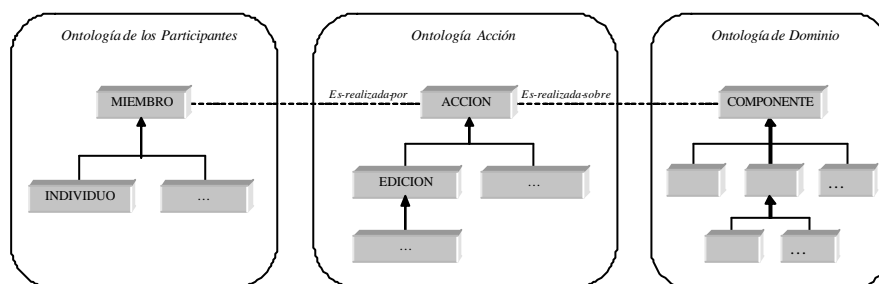 Ontología de los Participantes
Ontología Acción
Ontología de Dominio
MIEMBRO
Es-realizada-por
ACCION
Es-realizada-sobre
COMPONENTE
INDIVIDUO
...
EDICION
...
...
...
...